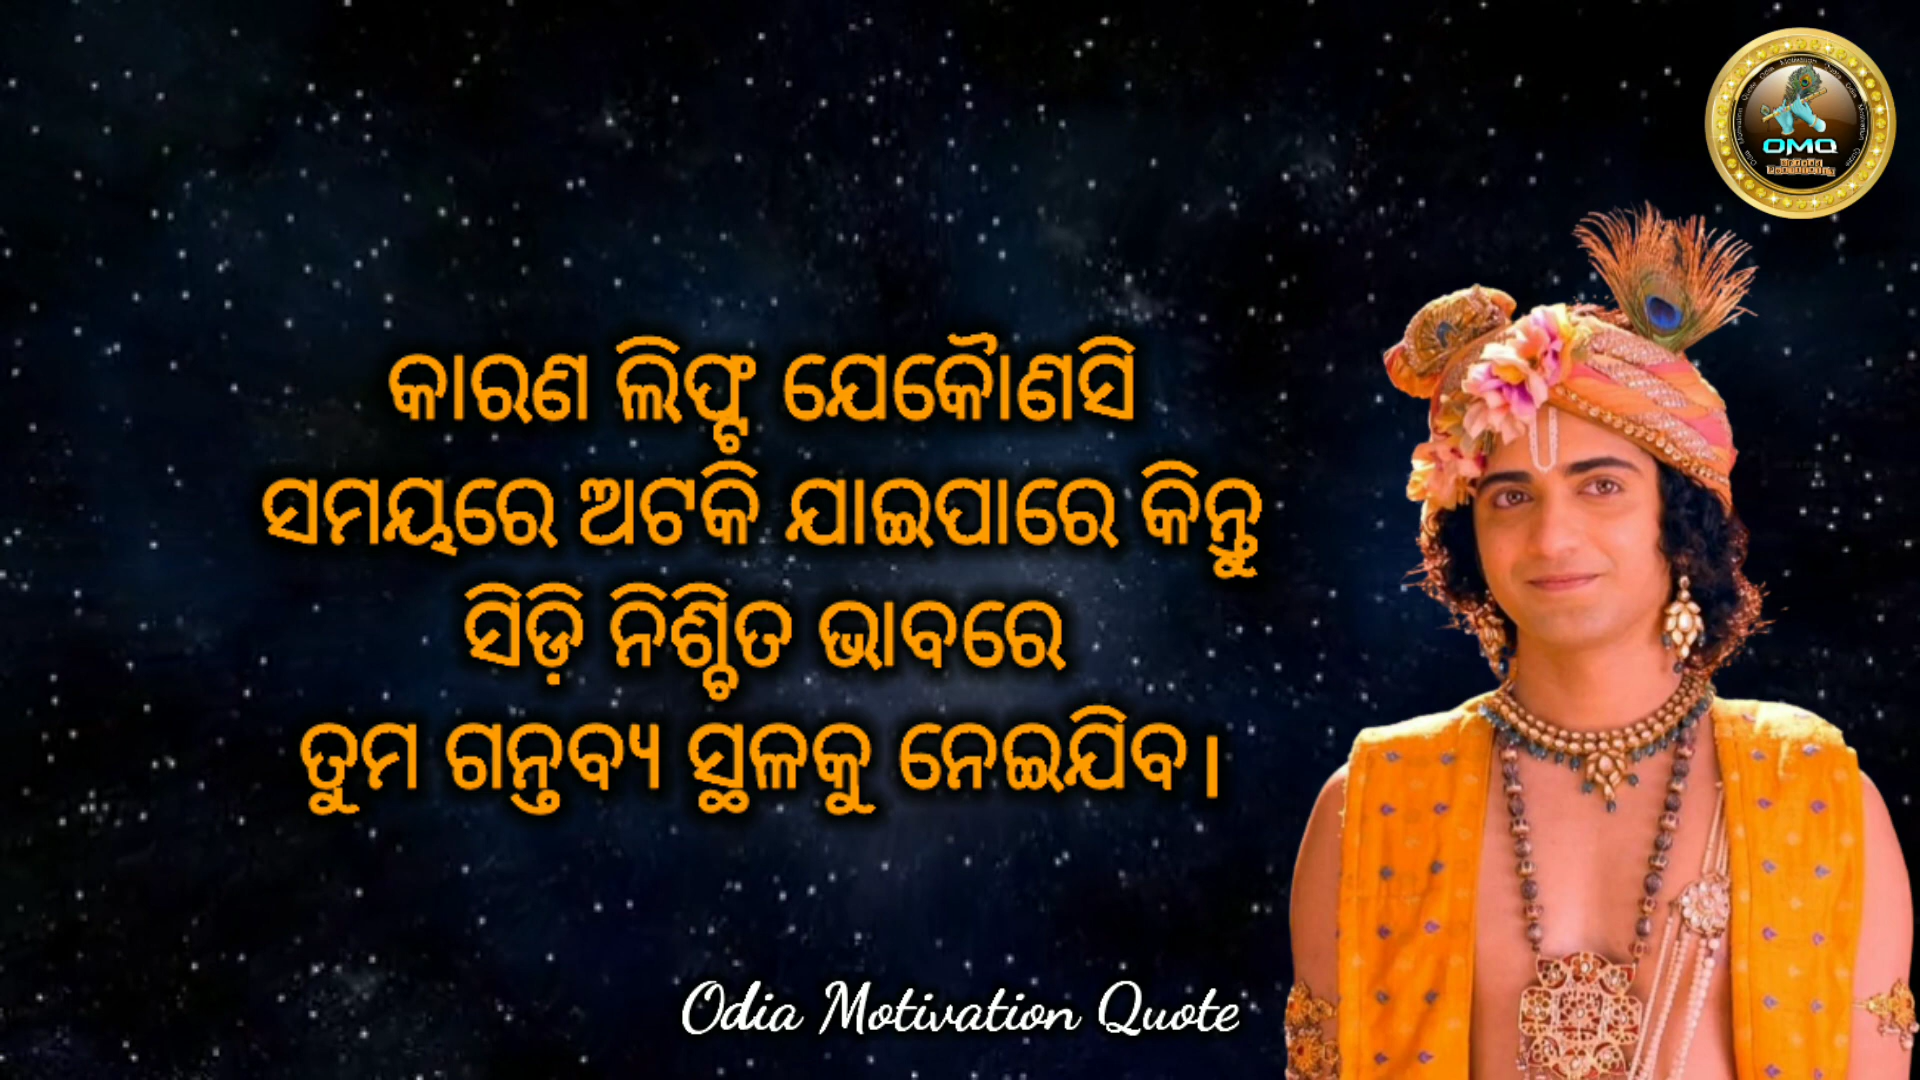 OMQ
କାରଣ ଲିଫ୍ଟ ଯେକୌଣସି
ସମୟରେ ଅଟକି ଯାଇପାରେ କିନ୍ତୁ
ସିଡ଼ି ନିଶ୍ଚିତ ଭାବରେ
ତୁମ ଗନ୍ତବ୍ୟ ସ୍ଥଳକୁ ନେଇଯିବ।
Odia Motivation Quote